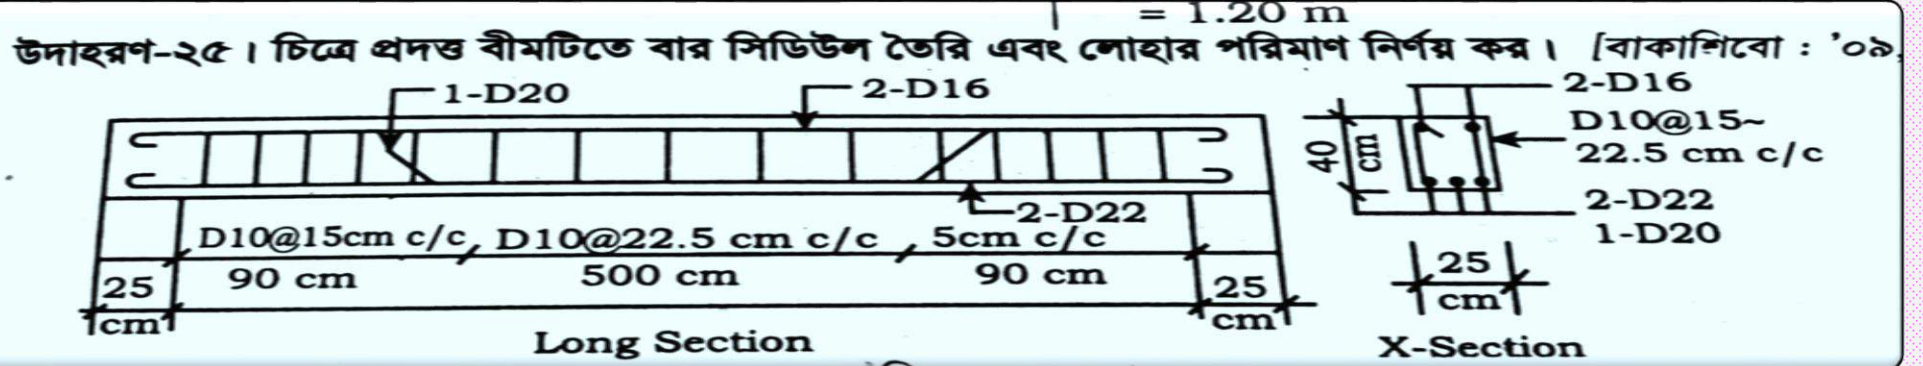 = 1.20 m
উদাহরণ-২৫। চিত্রে প্রদত্ত বীমটিতে বার সিডিউল তৈরি এবং লোহার পরিমাণ নির্ণয় কর। [বাকাশিবো : '০৯,
1-D20
2-D16
2-D16
D10@15~
22.5 cm c/c
40
cm
2-D22
2-D22
1-D20
D10@15cm c/c, D10@22.5 cm c/c, 5cm c/c
25
cm
90 cm
500 cm
90 cm
25
cm
25
cm
Long Section
X-Section